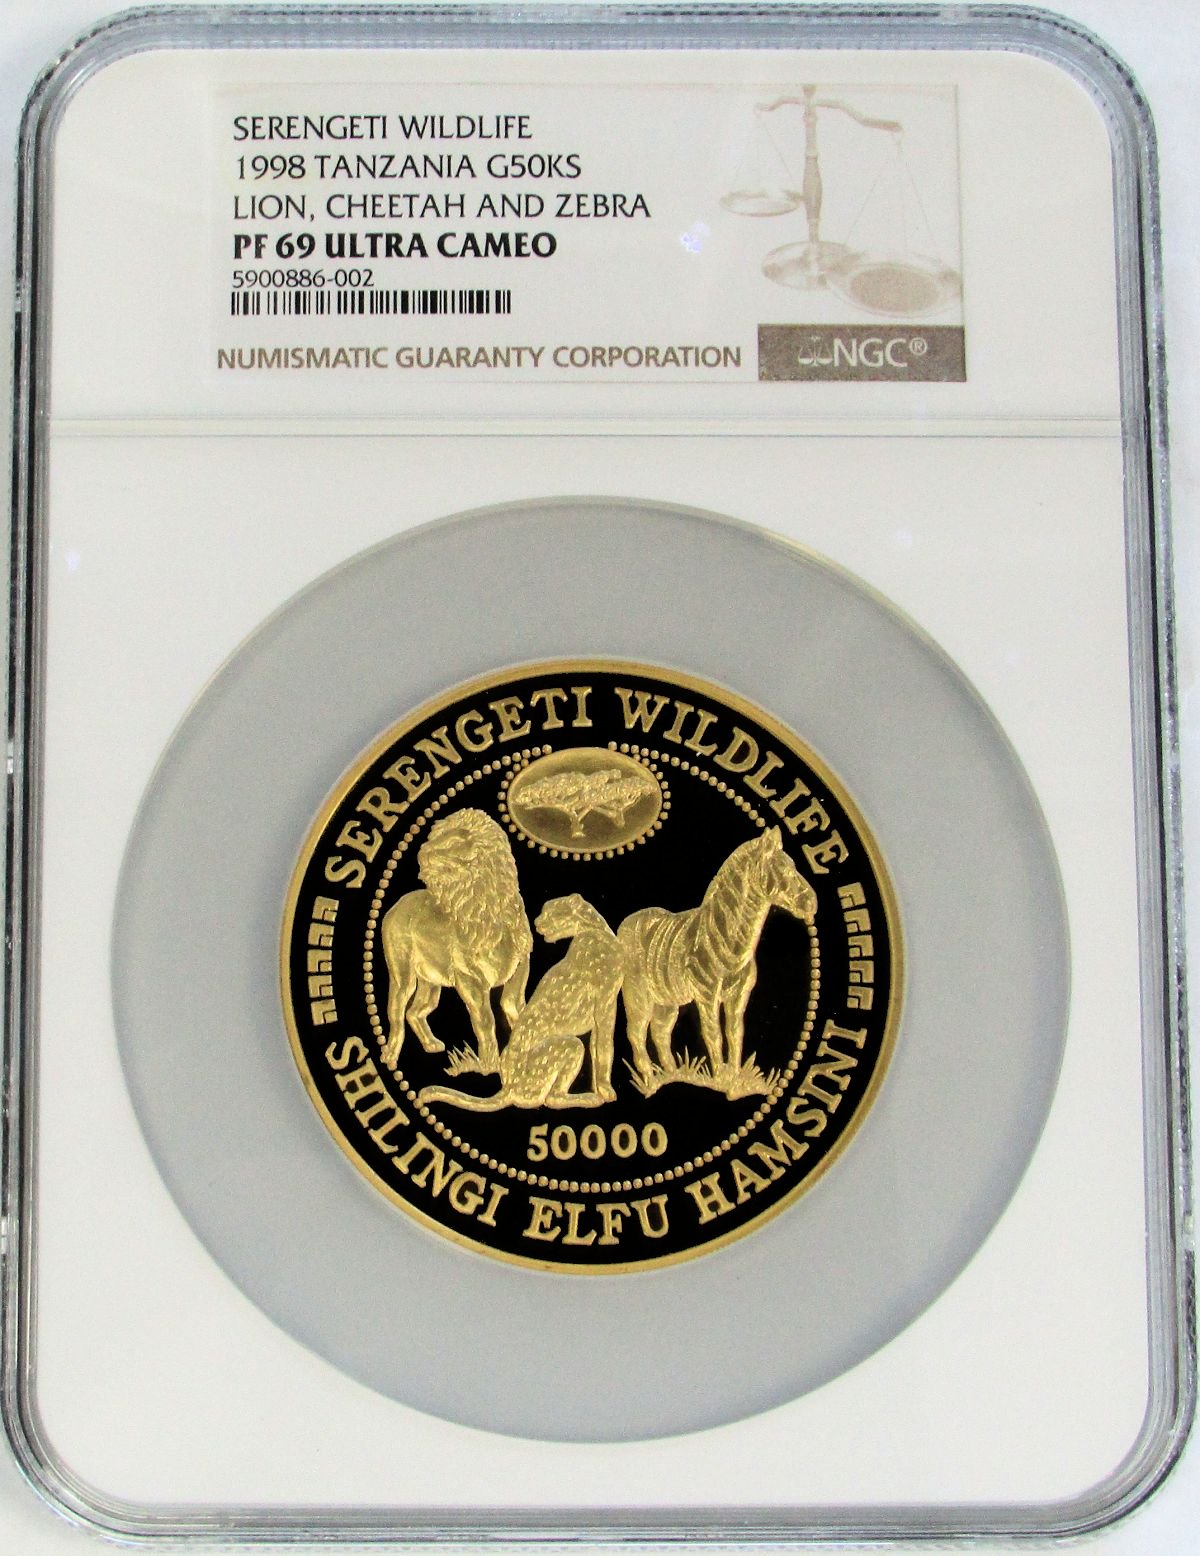 SERENGETI WILDLIFE
1998 TANZANIA G50KS
LION, CHEETAH AND ZEBRA
PF 69 ULTRA CAMEO
5900886-002
NUMISMATIC GUARANTY CORPORATION
NGC®
SERENGETI WILDLIFE
50000
SHILINGI ELFU HAMSINI